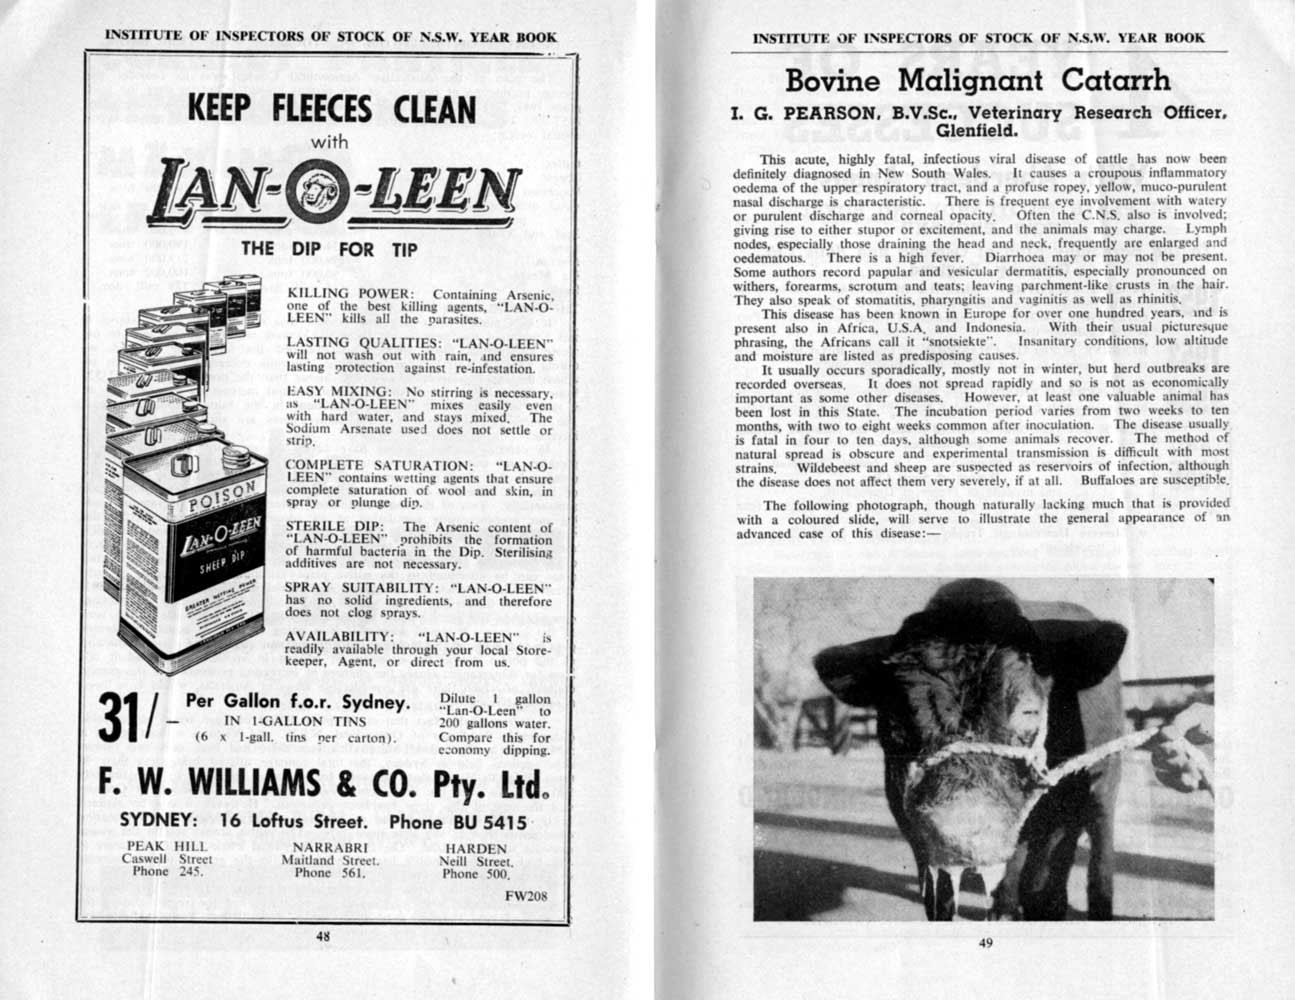 INSTITUTE OF INSPECTORS OF STOCK OF N.S.W. YEAR BOOK
KEEP FLEECES CLEAN
with
LAN-O-LEEN
THE DIP FOR TIP
KILLING POWER: Containing Arsenic,
one of the best killing agents, "LAN-O-
LEEN" kills all the parasites.
LASTING QUALITIES: "LAN-O-LEEN"
will not wash out with rain, and ensures
lasting protection against re-infestation.
EASY MIXING: No stirring is necessary,
as "LAN-O-LEEN" mixes easily even
with hard water, and stays mixed. The
Sodium Arsenate used does not settle or
strip.
COMPLETE SATURATION: "LAN-O-
LEEN" contains wetting agents that ensure
complete saturation of wool and skin, in
spray or plunge dip.
STERILE DIP: The Arsenic content of
"LAN-O-LEEN" prohibits the formation
of harmful bacteria in the Dip. Sterilising
additives are not necessary.
SPRAY SUITABILITY: "LAN-O-LEEN"
has no solid ingredients, and therefore
does not clog sprays.
AVAILABILITY: "LAN-O-LEEN" is
readily available through your local Store-
keeper, Agent, or direct from us.
POISON
LAN-O-LEEN
SHEEP DIP
GREATER WETTING POWER
31/–
Per Gallon f.o.r. Sydney.
IN 1-GALLON TINS
(6 x 1-gall. tins per carton).
Dilute 1 gallon
"Lan-O-Leen" to
200 gallons water.
Compare this for
economy dipping.
F. W. WILLIAMS & CO. Pty. Ltd.
SYDNEY: 16 Loftus Street. Phone BU 5415
PEAK HILL
Caswell Street
Phone 245.
NARRABRI
Maitland Street.
Phone 561.
HARDEN
Neill Street.
Phone 500.
FW208
48
INSTITUTE OF INSPECTORS OF STOCK OF N.S.W. YEAR BOOK
Bovine Malignant Catarrh
I. G. PEARSON, B.V.Sc., Veterinary Research Officer,
Glenfield.
This acute, highly fatal, infectious viral disease of cattle has now been
definitely diagnosed in New South Wales. It causes a croupous inflammatory
oedema of the upper respiratory tract, and a profuse ropey, yellow, muco-purulent
nasal discharge is characteristic. There is frequent eye involvement with watery
or purulent discharge and corneal opacity. Often the C.N.S. also is involved;
giving rise to either stupor or excitement, and the animals may charge. Lymph
nodes, especially those draining the head and neck, frequently are enlarged and
oedematous. There is a high fever. Diarrhoea may or may not be present.
Some authors record papular and vesicular dermatitis, especially pronounced on
withers, forearms, scrotum and teats; leaving parchment-like crusts in the hair.
They also speak of stomatitis, pharyngitis and vaginitis as well as rhinitis.
This disease has been known in Europe for over one hundred years, and is
present also in Africa, U.S.A. and Indonesia. With their usual picturesque
phrasing, the Africans call it "snotsiekte". Insanitary conditions, low altitude
and moisture are listed as predisposing causes.
It usually occurs sporadically, mostly not in winter, but herd outbreaks are
recorded overseas. It does not spread rapidly and so is not as economically
important as some other diseases. However, at least one valuable animal has
been lost in this State. The incubation period varies from two weeks to ten
months, with two to eight weeks common after inoculation. The disease usually
is fatal in four to ten days, although some animals recover. The method of
natural spread is obscure and experimental transmission is difficult with most
strains. Wildebeest and sheep are suspected as reservoirs of infection, although
the disease does not affect them very severely, if at all. Buffaloes are susceptible.
The following photograph, though naturally lacking much that is provided
with a coloured slide, will serve to illustrate the general appearance of an
advanced case of this disease:—
49